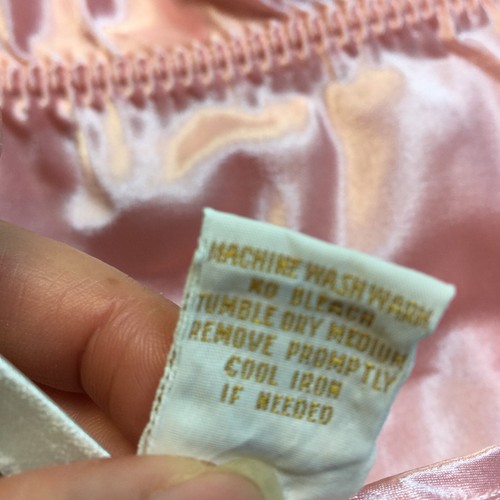 MACHINE WASH WARM
NO BLEACH
TUMBLE DRY MEDIUM
REMOVE PROMPTLY
COOL IRON
IF NEEDED